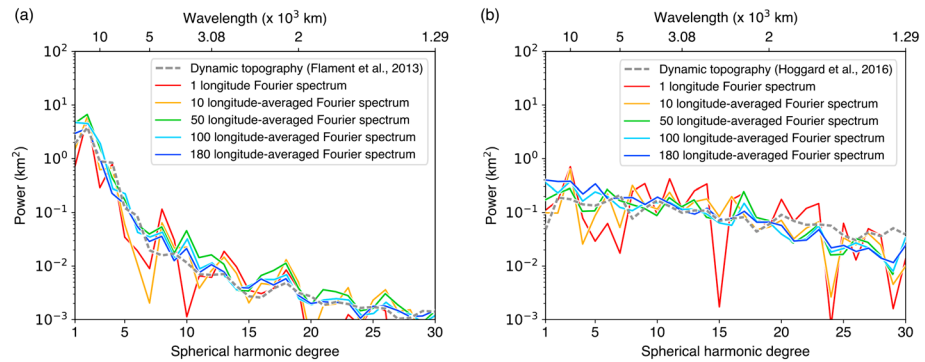 (a)
Wavelength (x 10³ km)
10 5 3.08 2 1.29
10² 10¹ 10⁰ 10⁻¹ 10⁻² 10⁻³
Power (km²)
Dynamic topography (Flament et al., 2013)
1 longitude Fourier spectrum
10 longitude-averaged Fourier spectrum
50 longitude-averaged Fourier spectrum
100 longitude-averaged Fourier spectrum
180 longitude-averaged Fourier spectrum
1 5 10 15 20 25 30
Spherical harmonic degree
(b)
Wavelength (x 10³ km)
10 5 3.08 2 1.29
10² 10¹ 10⁰ 10⁻¹ 10⁻² 10⁻³
Power (km²)
Dynamic topography (Hoggard et al., 2016)
1 longitude Fourier spectrum
10 longitude-averaged Fourier spectrum
50 longitude-averaged Fourier spectrum
100 longitude-averaged Fourier spectrum
180 longitude-averaged Fourier spectrum
1 5 10 15 20 25 30
Spherical harmonic degree